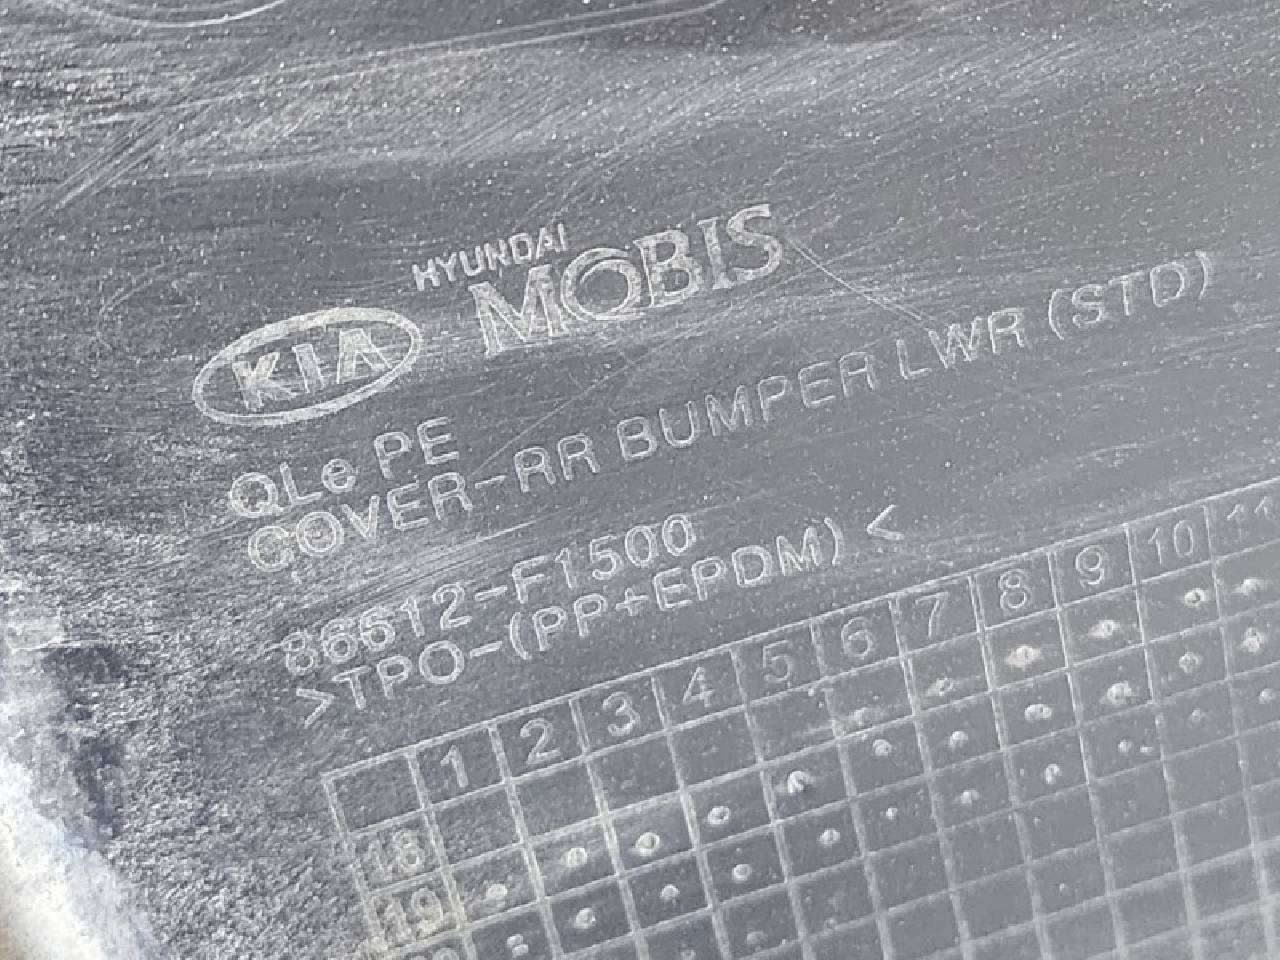 HYUNDAI
MOBIS
KIA
QLe PE
COVER-RR BUMPER LWR (STD)
86612-F1500
>TPO-(PP+EPDM) <
1 2 3 4 5 6 7 8 9 10 11
18
19